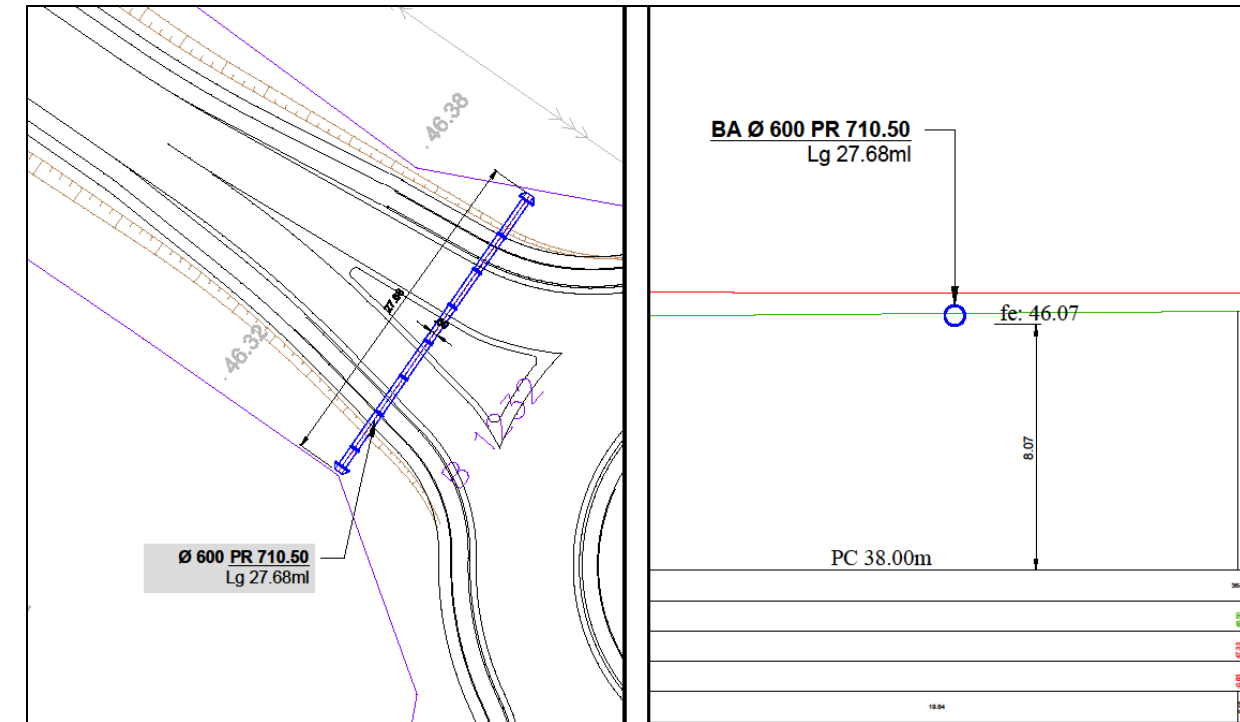 . 46.38
27.68
. 46.32
B 1232
Ø 600 PR 710.50
Lg 27.68ml
BA Ø 600 PR 710.50
Lg 27.68ml
fe: 46.07
8.07
PC 38.00m
19.84